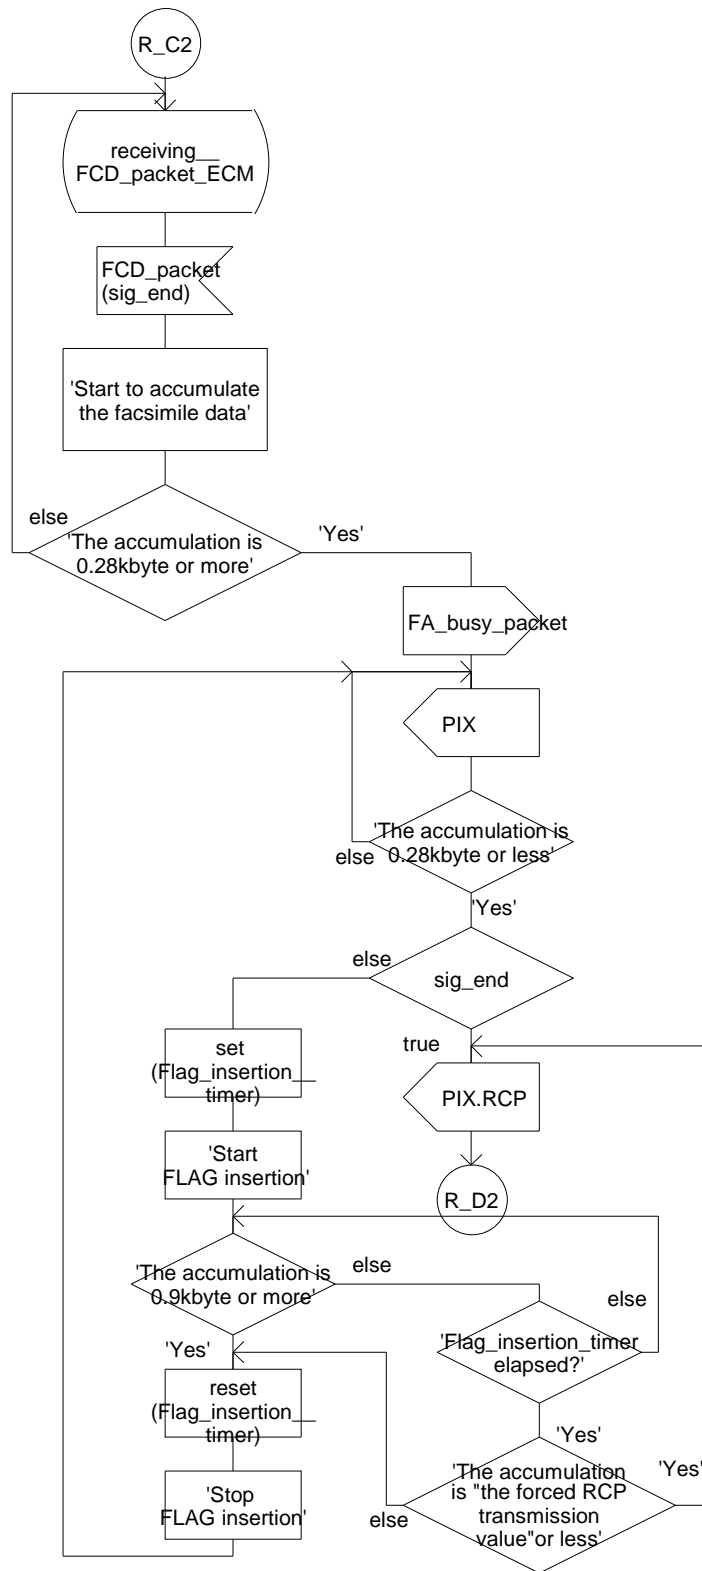 R_C2
receiving__
FCD_packet_ECM
FCD_packet
(sig_end)
'Start to accumulate
the facsimile data'
else
'The accumulation is
0.28kbyte or more'
'Yes'
FA_busy_packet
PIX
'The accumulation is
0.28kbyte or less'
else
'Yes'
else
sig_end
true
set
(Flag_insertion__
timer)
PIX.RCP
'Start
FLAG insertion'
R_D2
'The accumulation is
0.9kbyte or more'
else
else
'Flag_insertion_timer
elapsed?'
'Yes'
reset
(Flag_insertion__
timer)
'Yes'
'The accumulation
is "the forced RCP
transmission
value"or less'
'Yes'
else
'Stop
FLAG insertion'